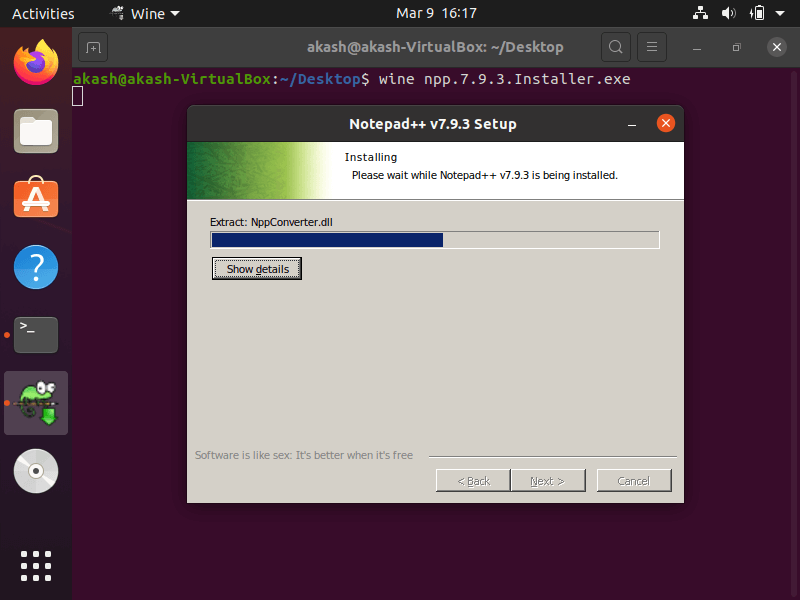 Activities
Wine
Mar 9 16:17
akash@akash-VirtualBox: ~/Desktop
akash@akash-VirtualBox:~/Desktop$ wine npp.7.9.3.Installer.exe
Notepad++ v7.9.3 Setup
Installing
Please wait while Notepad++ v7.9.3 is being installed.
Extract: NppConverter.dll
Show details
Software is like sex: It's better when it's free
< Back
Next >
Cancel